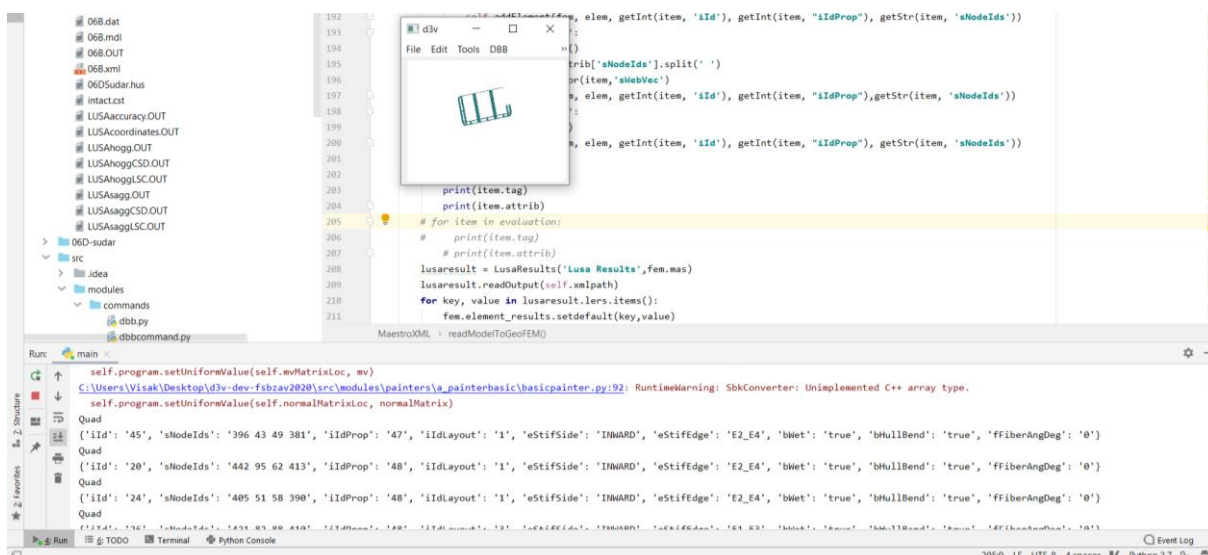 06B.dat
06B.mdl
06B.OUT
06B.xml
06DSudar.hus
intact.cst
LUSAaccuracy.OUT
LUSAcoordinates.OUT
LUSAhogg.OUT
LUSAhoggCSD.OUT
LUSAhoggLSC.OUT
LUSAsagg.OUT
LUSAsaggCSD.OUT
LUSAsaggLSC.OUT
06D-sudar
src
.idea
modules
commands
dbb.py
dbbcommand.py
192 self.addElement(fem, elem, getInt(item, 'iId'), getInt(item, "iIdProp"), getStr(item, 'sNodeIds'))
193 ':
194 ()
195 trib['sNodeIds'].split(' ')
196 or(item,'sWebVec')
197 m, elem, getInt(item, 'iId'), getInt(item, "iIdProp"),getStr(item, 'sNodeIds'))
198 ':
199 )
200 m, elem, getInt(item, 'iId'), getInt(item, "iIdProp"), getStr(item, 'sNodeIds'))
201
202
203 print(item.tag)
204 print(item.attrib)
205 # for item in evaluation:
206 # print(item.tag)
207 # print(item.attrib)
208 lusaresult = LusaResults('Lusa Results',fem.mas)
209 lusaresult.readOutput(self.xmlpath)
210 for key, value in lusaresult.lers.items():
211 fem.element_results.setdefault(key,value)
MaestroXML › readModelToGeoFEM()
d3v
File Edit Tools DBB »
Run: main
self.program.setUniformValue(self.mvMatrixLoc, mv)
C:\Users\Visak\Desktop\d3v-dev-fsbzav2020\src\modules\painters\a_painterbasic\basicpainter.py:92: RuntimeWarning: SbkConverter: Unimplemented C++ array type.
self.program.setUniformValue(self.normalMatrixLoc, normalMatrix)
Quad
{'iId': '45', 'sNodeIds': '396 43 49 381', 'iIdProp': '47', 'iIdLayout': '1', 'eStifSide': 'INWARD', 'eStifEdge': 'E2_E4', 'bWet': 'true', 'bHullBend': 'true', 'fFiberAngDeg': '0'}
Quad
{'iId': '20', 'sNodeIds': '442 95 62 413', 'iIdProp': '48', 'iIdLayout': '1', 'eStifSide': 'INWARD', 'eStifEdge': 'E2_E4', 'bWet': 'true', 'bHullBend': 'true', 'fFiberAngDeg': '0'}
Quad
{'iId': '24', 'sNodeIds': '405 51 58 390', 'iIdProp': '48', 'iIdLayout': '1', 'eStifSide': 'INWARD', 'eStifEdge': 'E2_E4', 'bWet': 'true', 'bHullBend': 'true', 'fFiberAngDeg': '0'}
Quad
Z: Structure
2: Favorites
4: Run 6: TODO Terminal Python Console Event Log